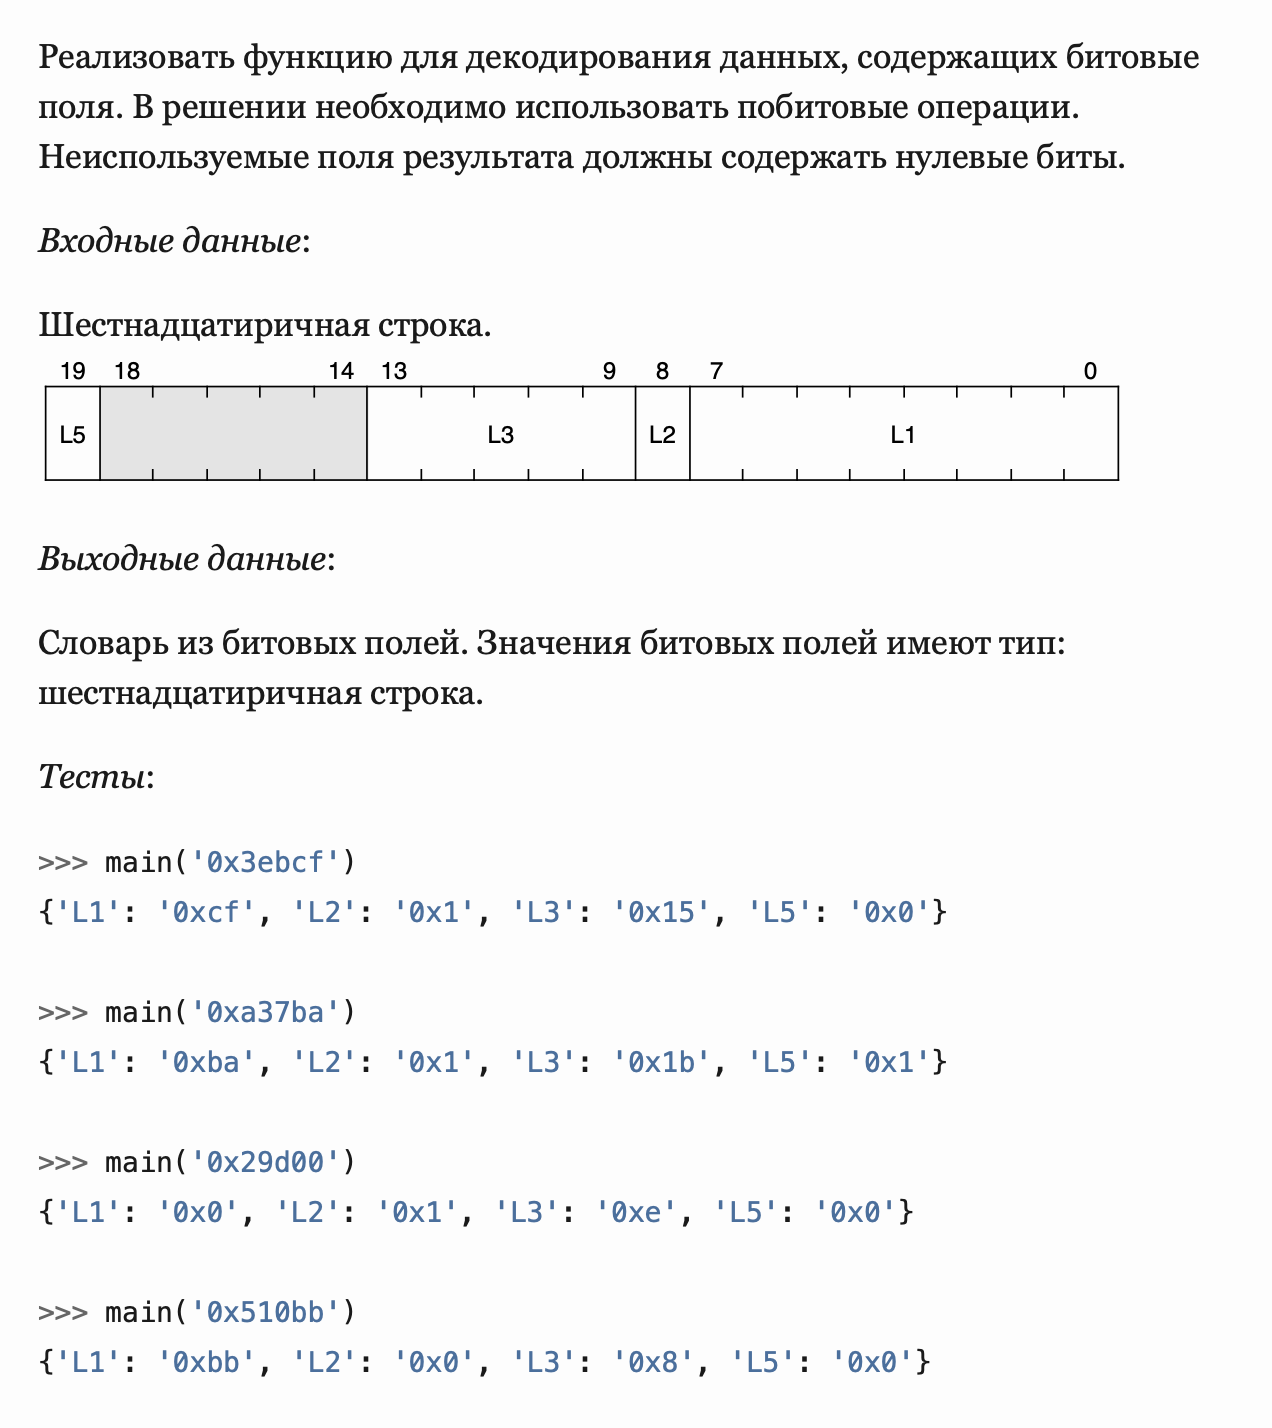 Реализовать функцию для декодирования данных, содержащих битовые
поля. В решении необходимо использовать побитовые операции.
Неиспользуемые поля результата должны содержать нулевые биты.
Входные данные:
Шестнадцатиричная строка.
19 18 14 13 9 8 7 0
L5 L3 L2 L1
Выходные данные:
Словарь из битовых полей. Значения битовых полей имеют тип:
шестнадцатиричная строка.
Тесты:
>>> main('0x3ebcf')
{'L1': '0xcf', 'L2': '0x1', 'L3': '0x15', 'L5': '0x0'}
>>> main('0xa37ba')
{'L1': '0xba', 'L2': '0x1', 'L3': '0x1b', 'L5': '0x1'}
>>> main('0x29d00')
{'L1': '0x0', 'L2': '0x1', 'L3': '0xe', 'L5': '0x0'}
>>> main('0x510bb')
{'L1': '0xbb', 'L2': '0x0', 'L3': '0x8', 'L5': '0x0'}